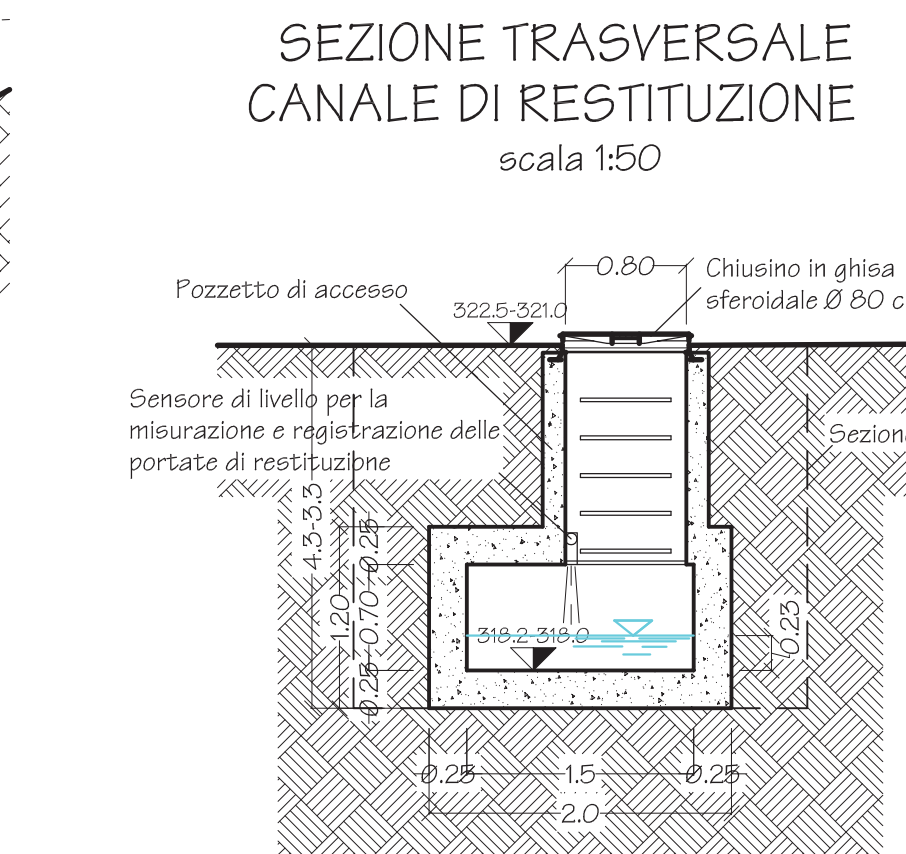 SEZIONE TRASVERSALE
CANALE DI RESTITUZIONE
scala 1:50
0.80
Chiusino in ghisa
sferoidale Ø 80 c
Pozzetto di accesso
322.5-321.0
Sensore di livello per la
misurazione e registrazione delle
portate di restituzione
Sezione
4.3-3.3
1.20
0.25
0.70
0.25
318.2-318.0
0.23
0.25
1.5
0.25
2.0